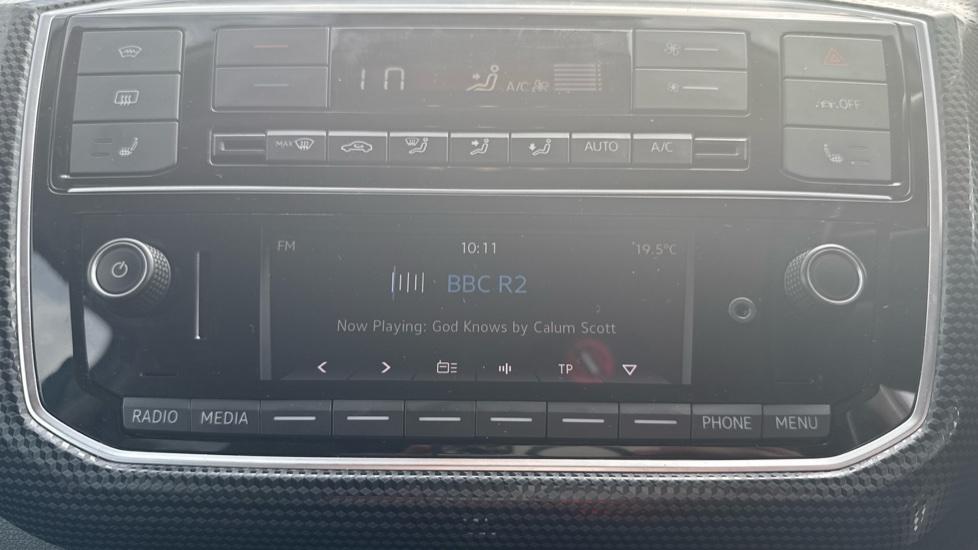 A/C
OFF
MAX
AUTO
A/C
FM 10:11 19.5°C
BBC R2
Now Playing: God Knows by Calum Scott
TP
RADIO MEDIA PHONE MENU